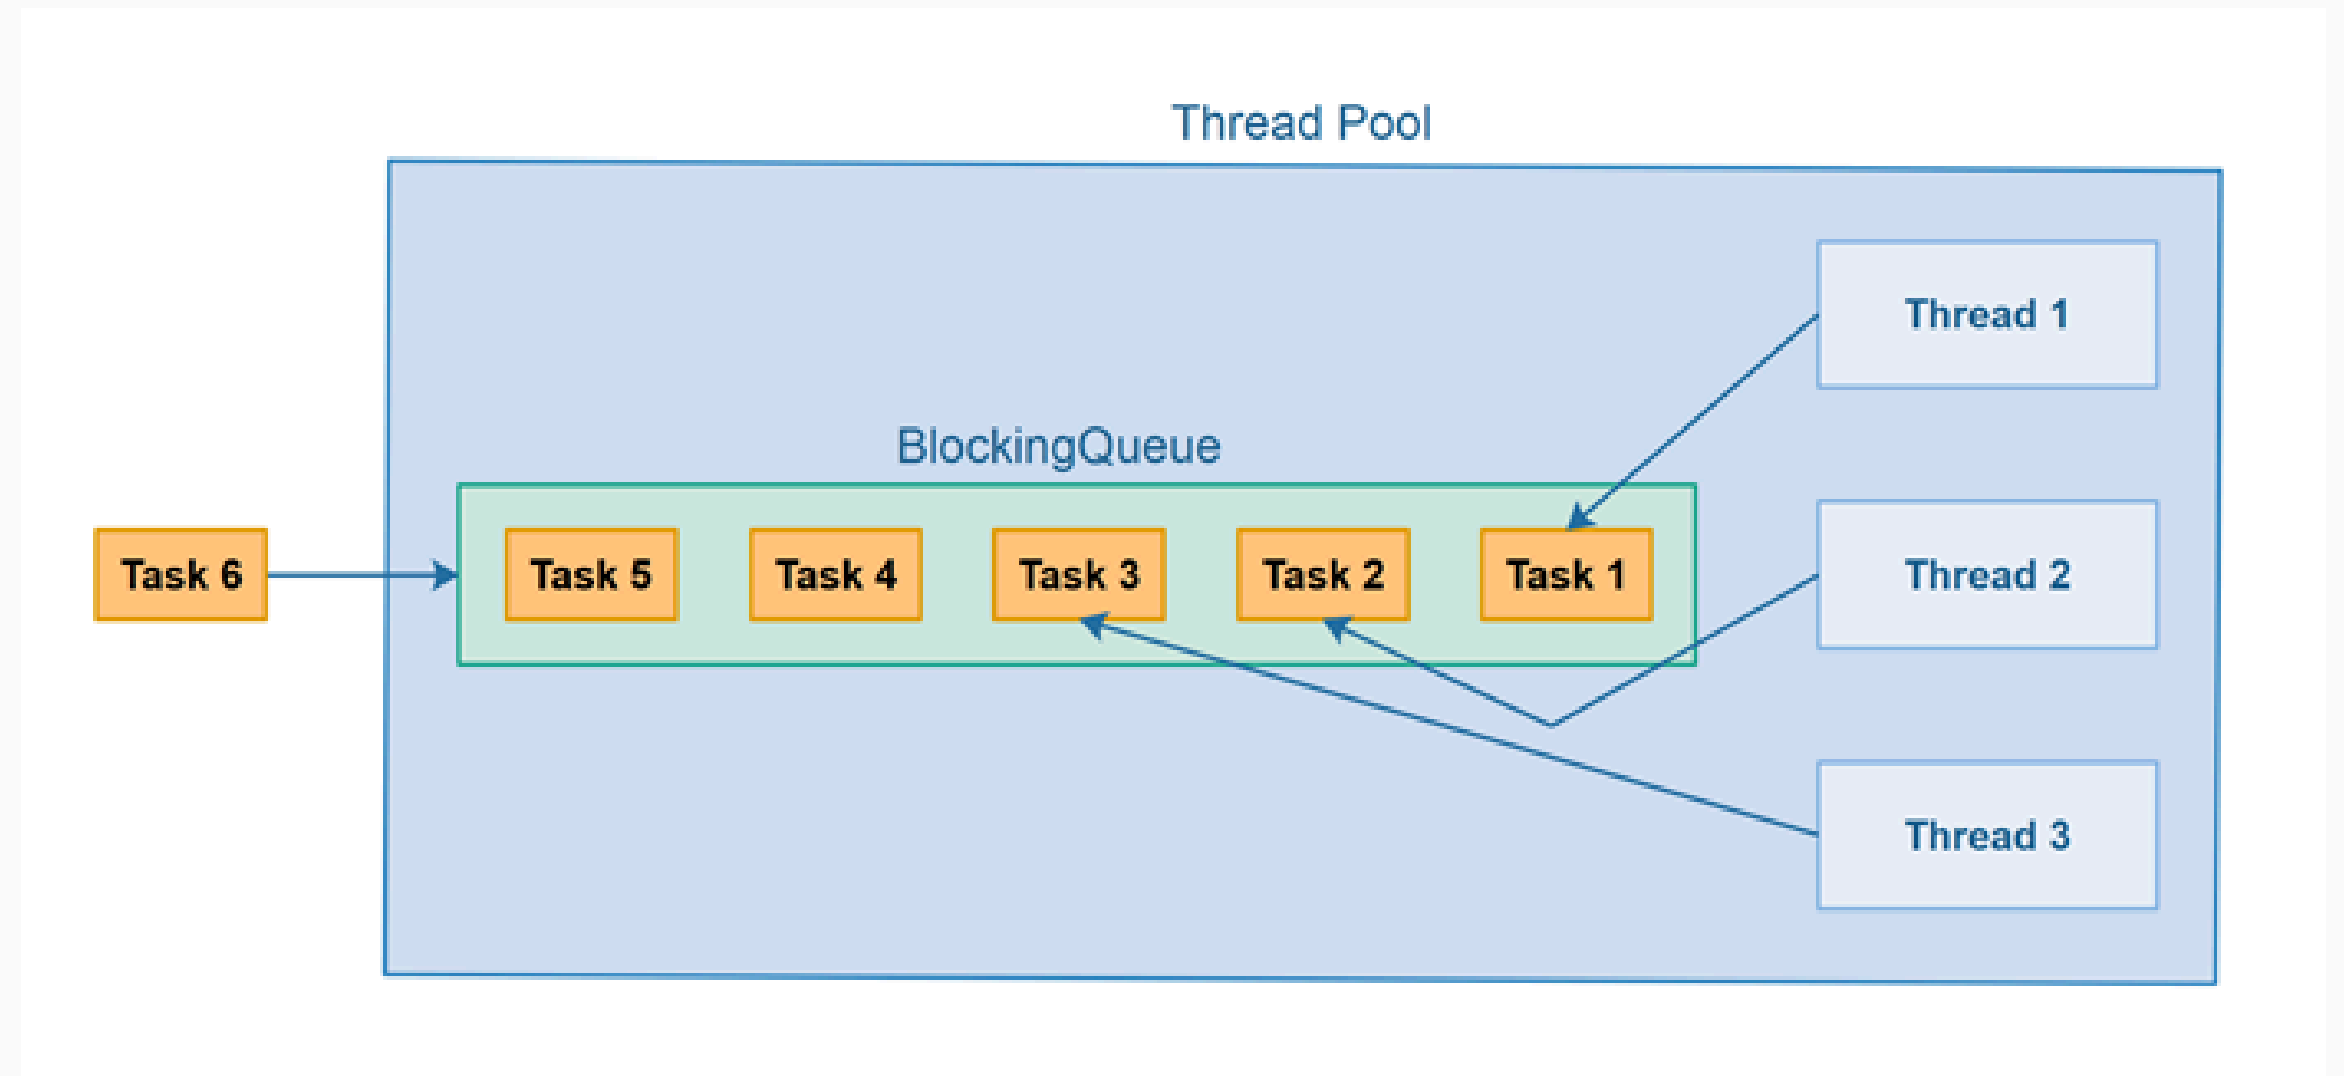 Thread Pool
Thread 1
BlockingQueue
Task 6
Task 5
Task 4
Task 3
Task 2
Task 1
Thread 2
Thread 3